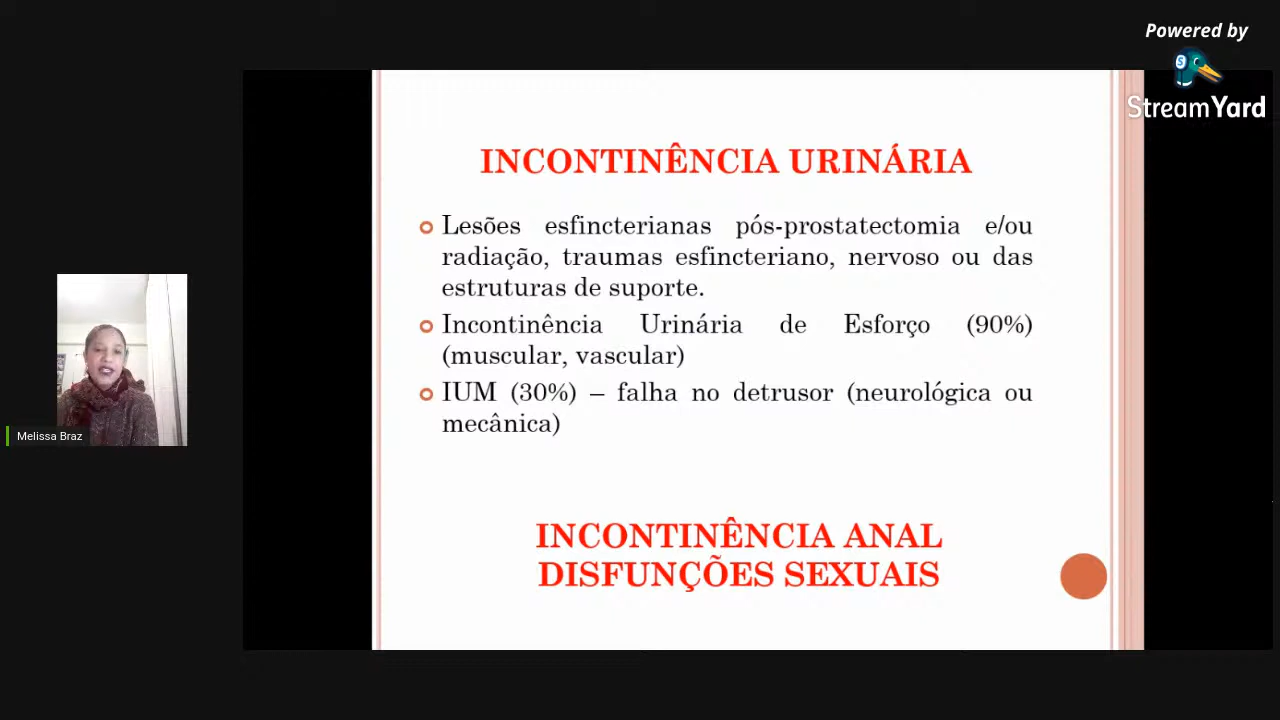 Powered by
StreamYard
INCONTINÊNCIA URINÁRIA
Lesões esfincterianas pós-prostatectomia e/ou
radiação, traumas esfincteriano, nervoso ou das
estruturas de suporte.
Incontinência Urinária de Esforço (90%)
(muscular, vascular)
IUM (30%) – falha no detrusor (neurológica ou
mecânica)
INCONTINÊNCIA ANAL
DISFUNÇÕES SEXUAIS
Melissa Braz